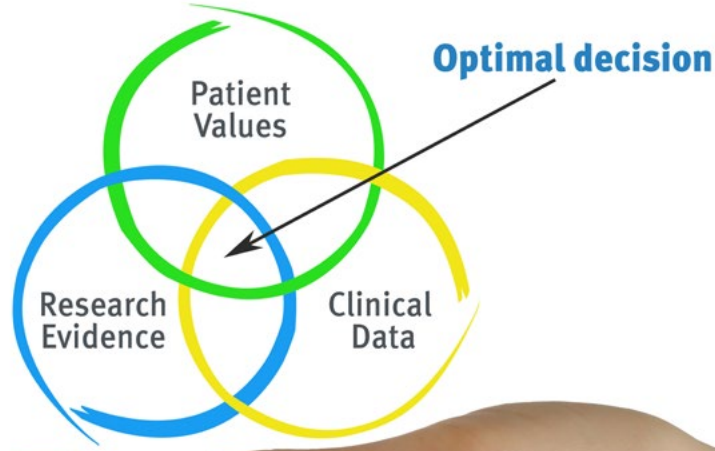 Optimal decision
Patient
Values
Research
Evidence
Clinical
Data